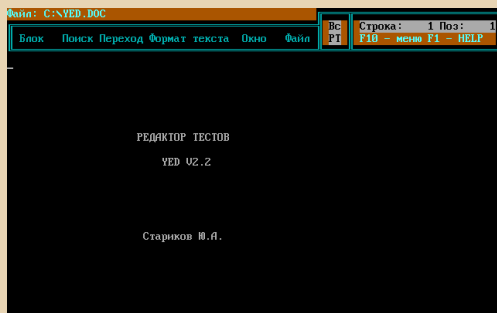 Файл: C:\YED.DOC
Вс Строка: 1 Поз: 1
Блок Поиск Переход Формат текста Окно Файл РТ F10 - меню F1 - HELP
РЕДАКТОР ТЕСТОВ
YED V2.2
Стариков Ю.А.